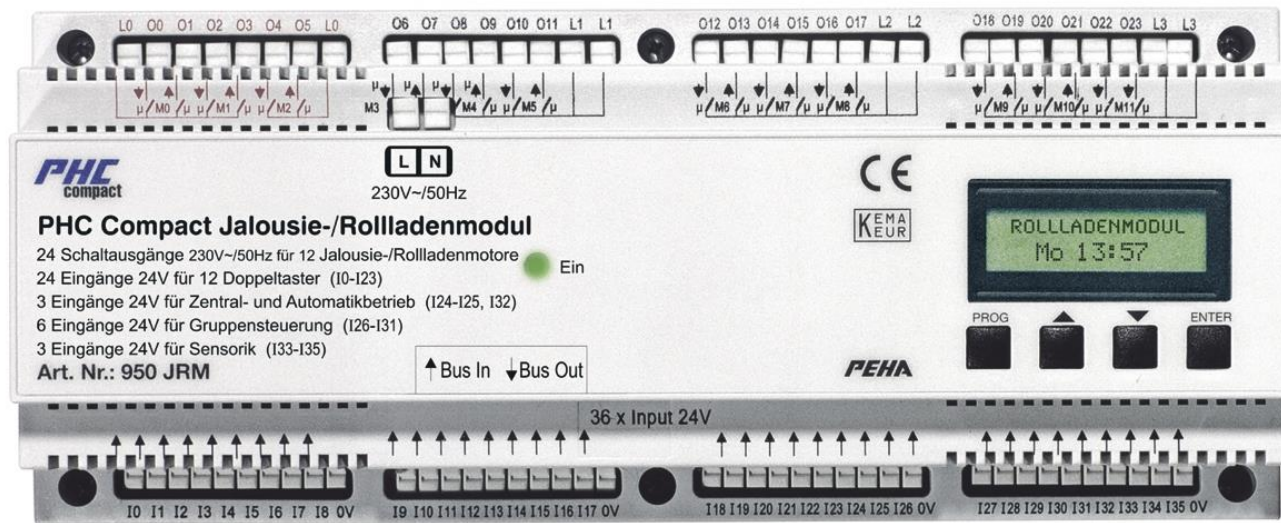 L0 O0 O1 O2 O3 O4 O5 L0
O6 O7 O8 O9 O10 O11 L1 L1
O12 O13 O14 O15 O16 O17 L2 L2
O18 O19 O20 O21 O22 O23 L3 L3
µ M0 µ M1 µ M2 µ
µ µ µ µ
M3 M4 µ M5 µ
µ M6 µ M7 µ M8 µ
µ M9 µ M10 µ M11 µ
PHC
compact
L N
230V~/50Hz
CE
KEMA
KEUR
PHC Compact Jalousie-/Rollladenmodul
24 Schaltausgänge 230V~/50Hz für 12 Jalousie-/Rollladenmotore
24 Eingänge 24V für 12 Doppeltaster (I0-I23)
3 Eingänge 24V für Zentral- und Automatikbetrieb (I24-I25, I32)
6 Eingänge 24V für Gruppensteuerung (I26-I31)
3 Eingänge 24V für Sensorik (I33-I35)
Art. Nr.: 950 JRM
Ein
↑Bus In ↓Bus Out
PEHA
ROLLLADENMODUL
Mo 13:57
PROG ▲ ▼ ENTER
36 x Input 24V
I0 I1 I2 I3 I4 I5 I6 I7 I8 0V
I9 I10 I11 I12 I13 I14 I15 I16 I17 0V
I18 I19 I20 I21 I22 I23 I24 I25 I26 0V
I27 I28 I29 I30 I31 I32 I33 I34 I35 0V